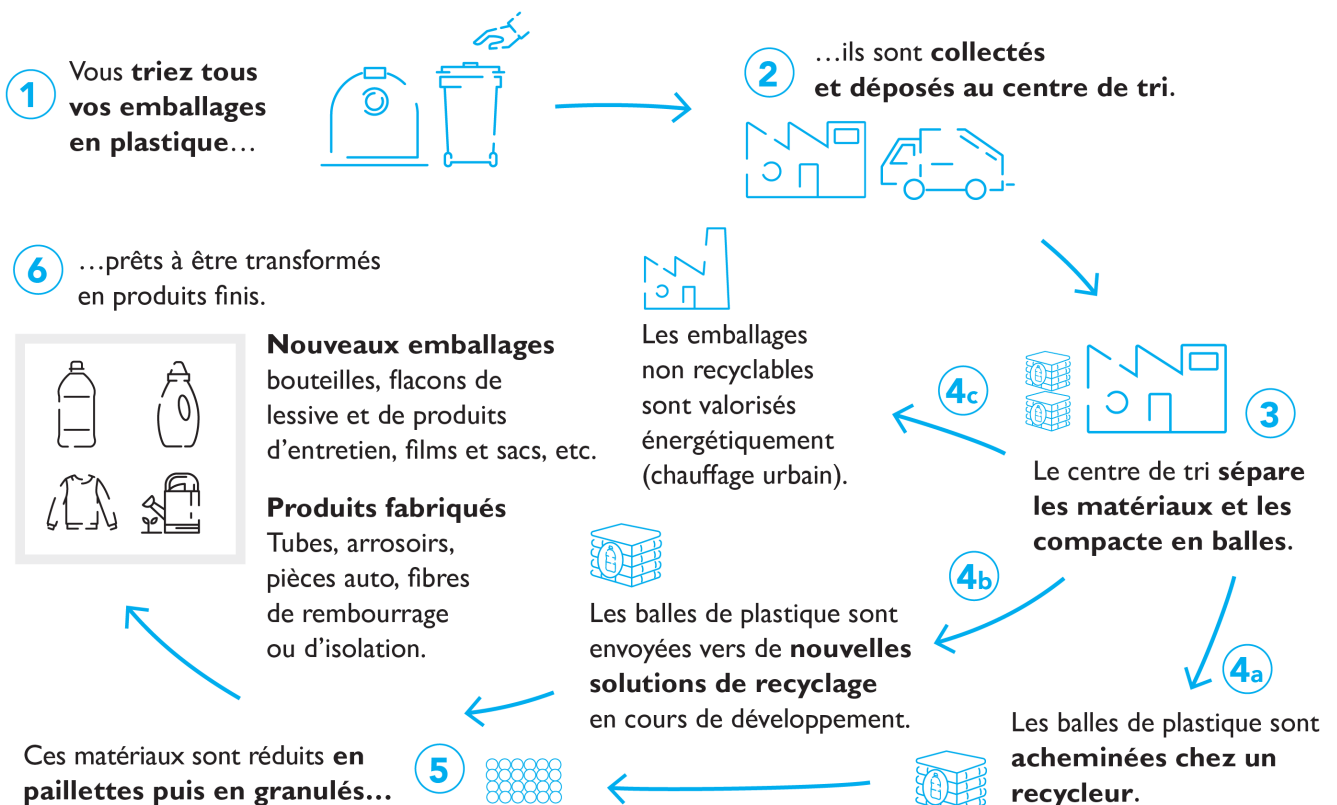 1
Vous triez tous
vos emballages
en plastique…
2
…ils sont collectés
et déposés au centre de tri.
3
Le centre de tri sépare
les matériaux et les
compacte en balles.
4c
Les emballages
non recyclables
sont valorisés
énergétiquement
(chauffage urbain).
4b
Les balles de plastique sont
envoyées vers de nouvelles
solutions de recyclage
en cours de développement.
4a
Les balles de plastique sont
acheminées chez un
recycleur.
5
Ces matériaux sont réduits en
paillettes puis en granulés…
6
…prêts à être transformés
en produits finis.
Nouveaux emballages
bouteilles, flacons de
lessive et de produits
d’entretien, films et sacs, etc.
Produits fabriqués
Tubes, arrosoirs,
pièces auto, fibres
de rembourrage
ou d’isolation.